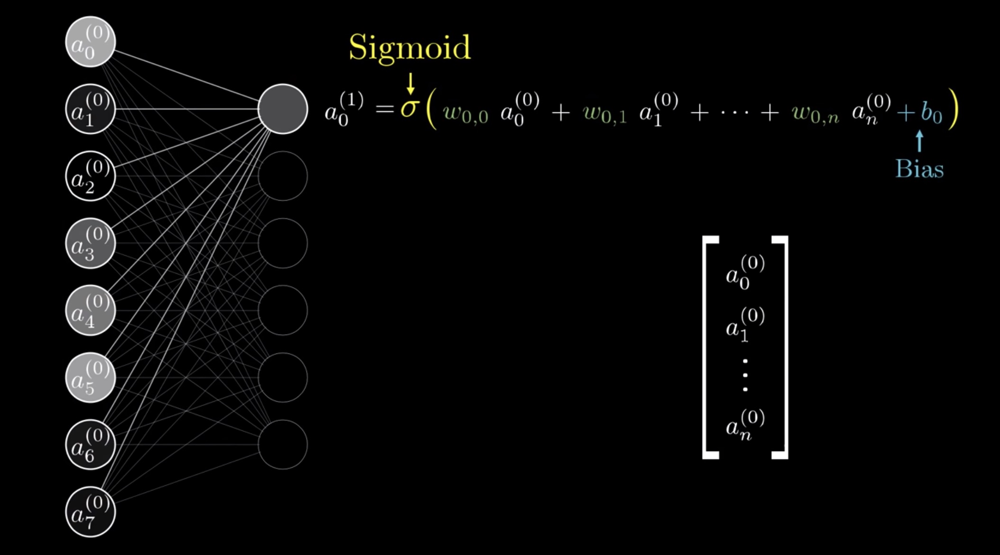 a_0^{(0)}
a_1^{(0)}
a_2^{(0)}
a_3^{(0)}
a_4^{(0)}
a_5^{(0)}
a_6^{(0)}
a_7^{(0)}
Sigmoid
a_0^{(1)} = σ( w_{0,0} a_0^{(0)} + w_{0,1} a_1^{(0)} + ⋯ + w_{0,n} a_n^{(0)} + b_0 )
Bias
a_0^{(0)}
a_1^{(0)}
⋮
a_n^{(0)}